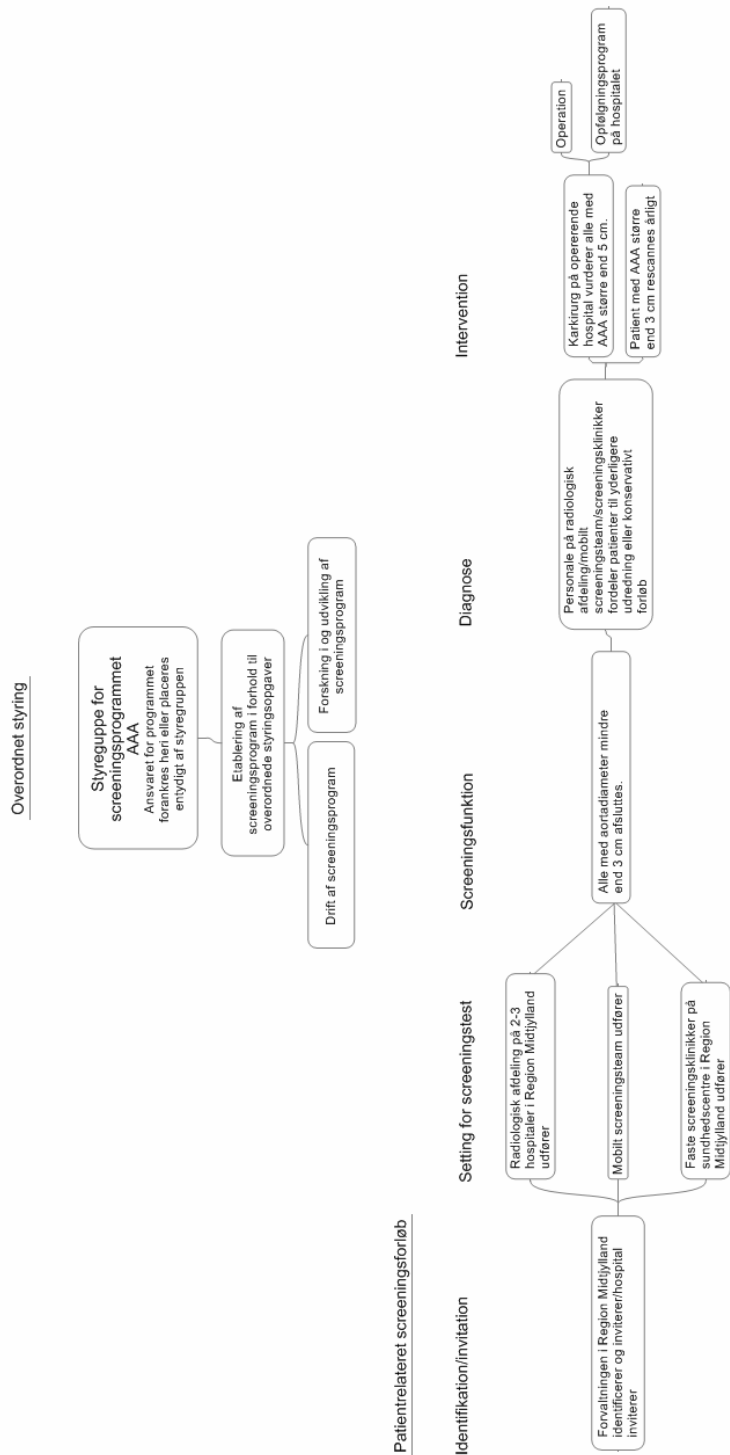 Overordnet styring
Styreguppe for
screeningsprogrammet
AAA
Ansvaret for programmet
forankres heri eller placeres
entydigt af styregruppen
Etablering af
screeningsprogram i forhold til
overordnede styringsopgaver
Drift af screeningsprogram
Forskning i og udvikling af
screeningsprogram
Patientrelateret screeningsforløb
Identifikation/invitation
Setting for screeningstest
Screeningsfunktion
Diagnose
Intervention
Forvaltningen i Region Midtjylland
identificerer og inviterer/hospital
inviterer
Radiologisk afdeling på 2-3
hospitaler i Region Midtjylland
udfører
Mobilt screeningsteam udfører
Faste screeningsklinikker på
sundhedscentre i Region
Midtjylland udfører
Alle med aortadiameter mindre
end 3 cm afsluttes.
Personale på radiologisk
afdeling/mobilt
screeningsteam/screeningsklinikker
fordeler patienter til yderligere
udredning eller konservativt
forløb
Karkirurg på opererende
hospital vurderer alle med
AAA større end 5 cm.
Patient med AAA større
end 3 cm rescannes årligt
Operation
Opfølgningsprogram
på hospitalet